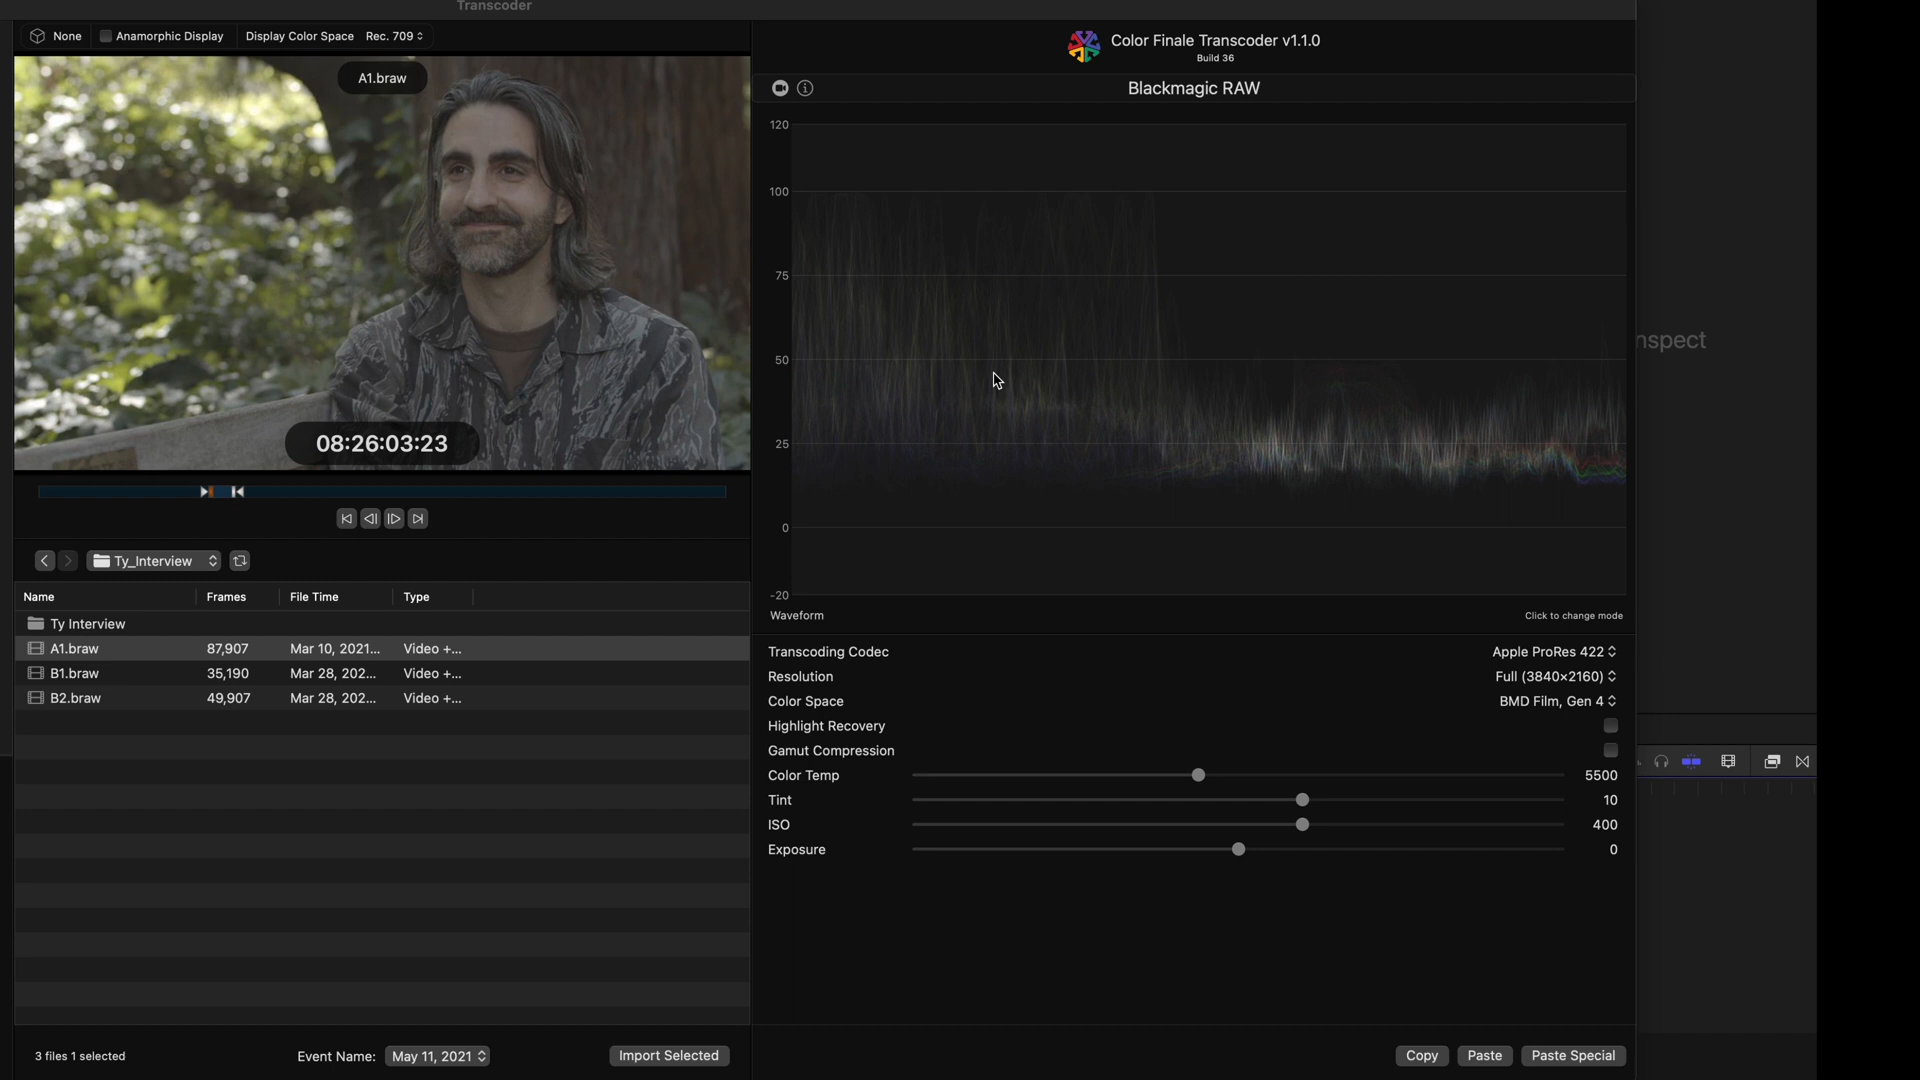 Transcoder
None
Anamorphic Display
Display Color Space Rec. 709
Color Finale Transcoder v1.1.0
Build 36
A1.braw
Blackmagic RAW
120
100
75
50
25
0
-20
nspect
08:26:03:23
Waveform
Click to change mode
Ty_Interview
Name Frames File Time Type
Ty Interview
A1.braw 87,907 Mar 10, 2021... Video +...
B1.braw 35,190 Mar 28, 202... Video +...
B2.braw 49,907 Mar 28, 202... Video +...
Transcoding Codec Apple ProRes 422
Resolution Full (3840×2160)
Color Space BMD Film, Gen 4
Highlight Recovery
Gamut Compression
Color Temp 5500
Tint 10
ISO 400
Exposure 0
3 files 1 selected
Event Name: May 11, 2021
Import Selected
Copy
Paste
Paste Special